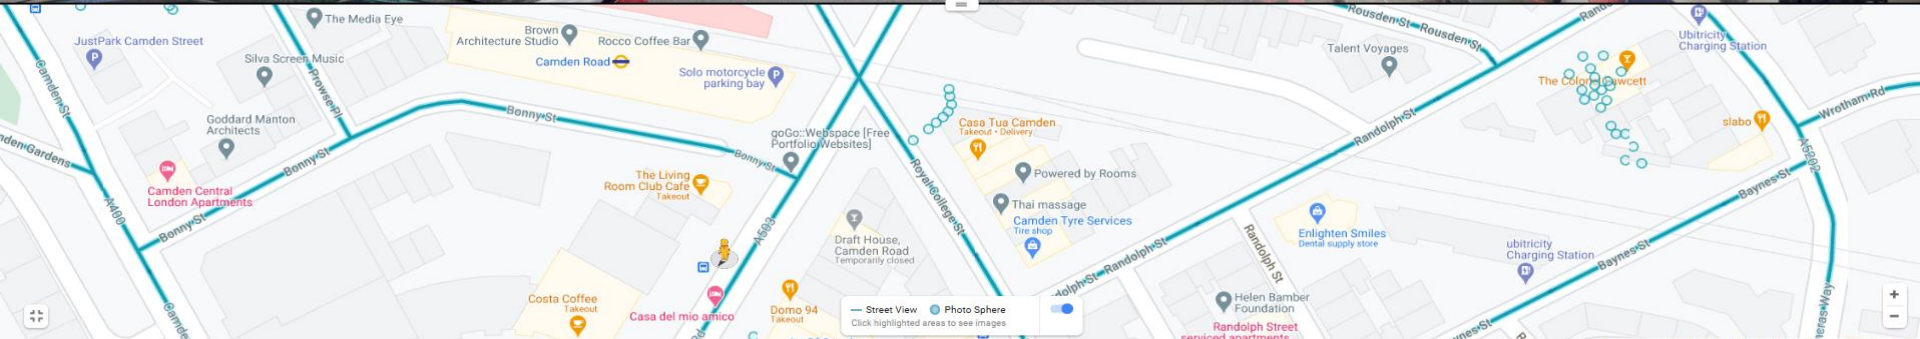 The Media Eye
JustPark Camden Street
P
Silva Screen Music
Camden St
Prowse Pl
Goddard Manton
Architects
Bonny St
Camden Central
London Apartments
A400
Bonny St
Brown
Architecture Studio
Rocco Coffee Bar
Camden Road
Solo motorcycle
parking bay
P
Bonny St
Bonny St
goGo::Webspace [Free
Portfolio Websites]
The Living
Room Club Cafe
Takeout
A503
Draft House,
Camden Road
Temporarily closed
Costa Coffee
Takeout
Casa del mio amico
Domo 94
Takeout
Casa Tua Camden
Takeout • Delivery
Powered by Rooms
Thai massage
Camden Tyre Services
Tire shop
Royal College St
Rousden St
Rousden St
Talent Voyages
Randolph St
Randolph St
Randolph St
Enlighten Smiles
Dental supply store
Helen Bamber
Foundation
Randolph Street
serviced apartments
Ubitricity
Charging Station
slabo
Wrotham Rd
A5202
Baynes St
Baynes St
ubitricity
Charging Station
Street View
Photo Sphere
Click highlighted areas to see images
+
−